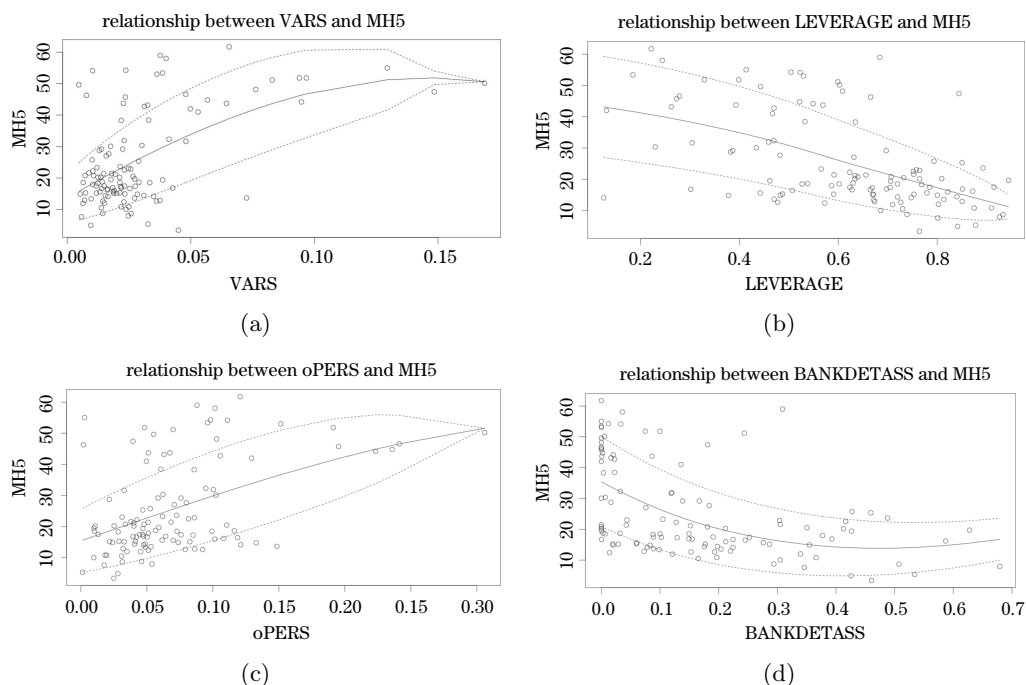 relationship between VARS and MH5
MH5
60
50
40
30
20
10
0.00 0.05 0.10 0.15
VARS
(a)
relationship between LEVERAGE and MH5
MH5
60
50
40
30
20
10
0.2 0.4 0.6 0.8
LEVERAGE
(b)
relationship between oPERS and MH5
MH5
60
50
40
30
20
10
0.00 0.05 0.10 0.15 0.20 0.25 0.30
oPERS
(c)
relationship between BANKDETASS and MH5
MH5
60
50
40
30
20
10
0.0 0.1 0.2 0.3 0.4 0.5 0.6 0.7
BANKDETASS
(d)